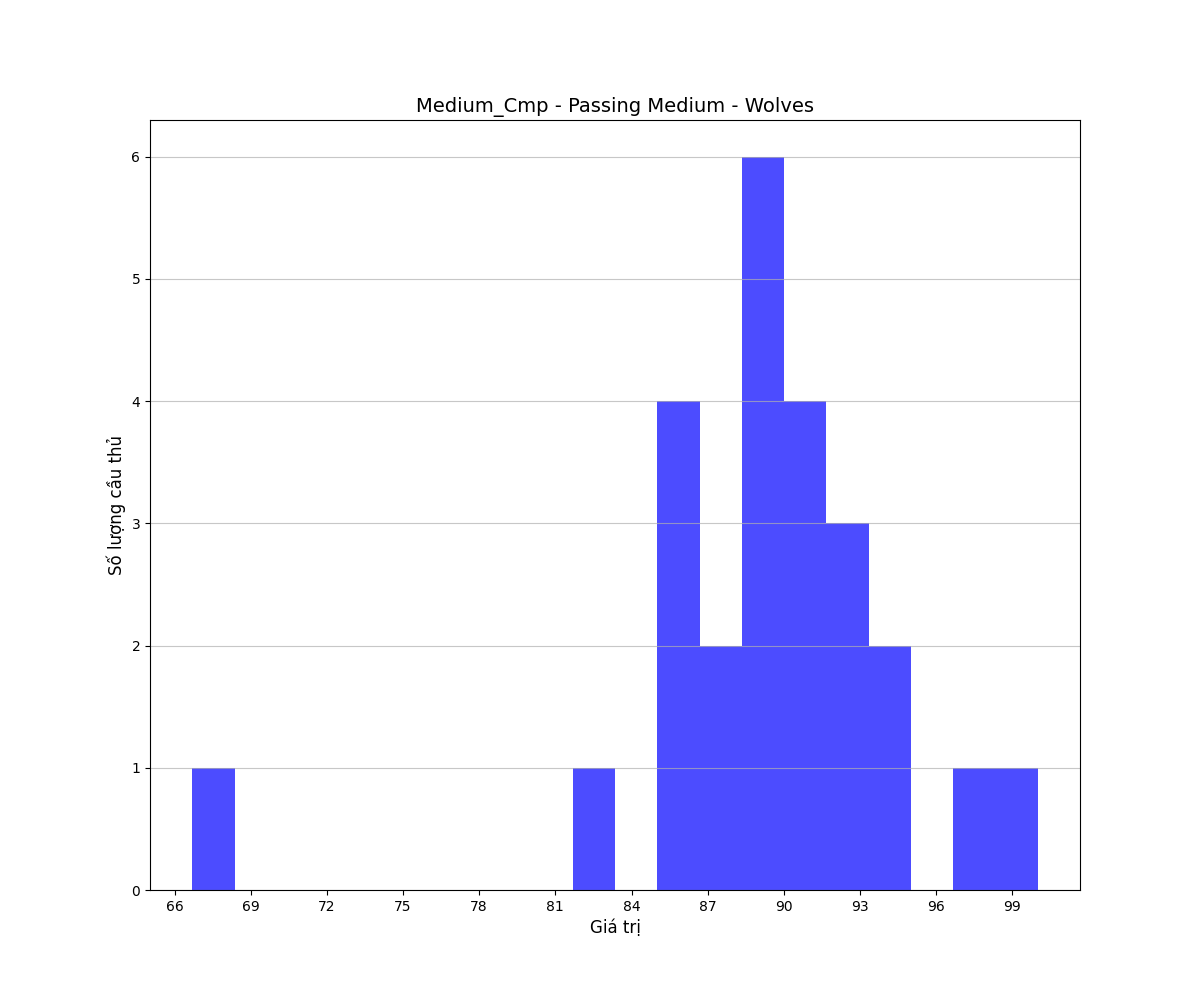 Medium_Cmp - Passing Medium - Wolves
6
5
4
3
2
1
0
Số lượng cầu thủ
66 69 72 75 78 81 84 87 90 93 96 99
Giá trị